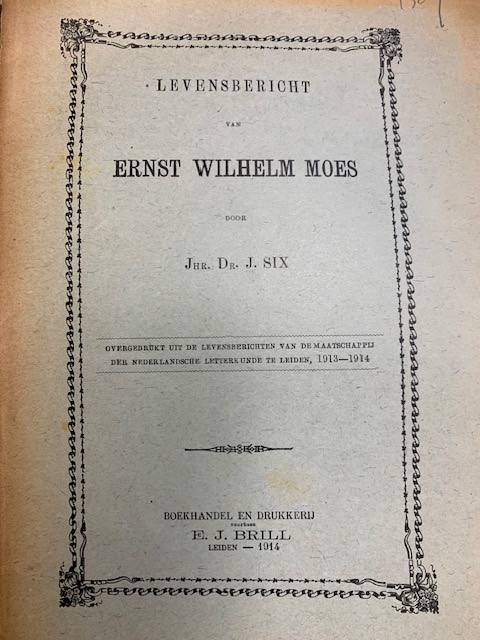 LEVENSBERICHT
VAN
ERNST WILHELM MOES
DOOR
JHR. DR. J. SIX
OVERGEDRUKT UIT DE LEVENSBERICHTEN VAN DE MAATSCHAPPIJ
DER NEDERLANDSCHE LETTERKUNDE TE LEIDEN, 1913—1914
BOEKHANDEL EN DRUKKERIJ
voorheen
E. J. BRILL
LEIDEN — 1914